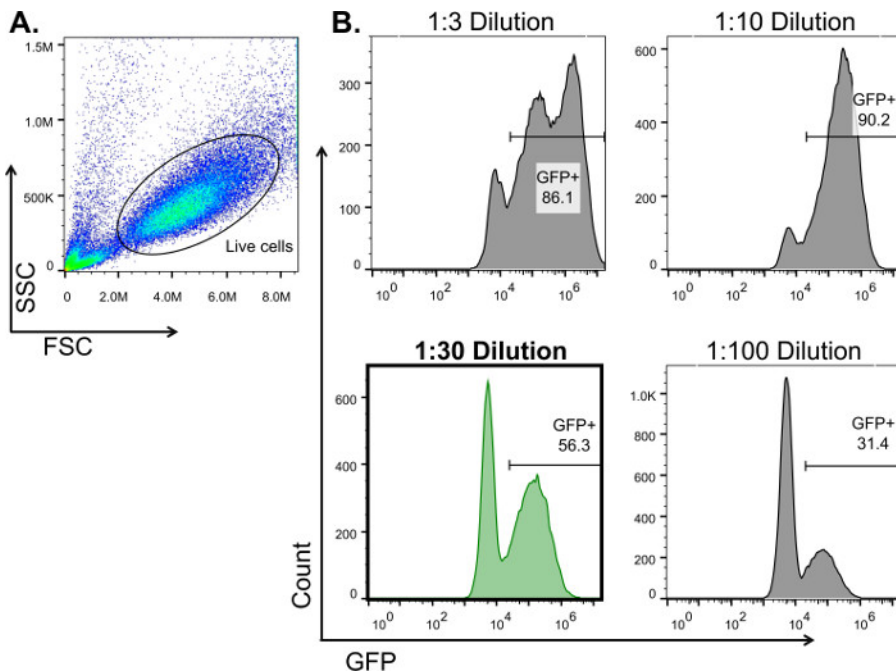 A.
1.5M
1.0M
500K
0
0 2.0M 4.0M 6.0M 8.0M
Live cells
SSC
FSC
B.
1:3 Dilution
300
200
100
0
GFP+
86.1
10^0 10^2 10^4 10^6
1:10 Dilution
600
400
200
0
GFP+
90.2
10^0 10^2 10^4 10^6
1:30 Dilution
600
400
200
0
GFP+
56.3
10^0 10^2 10^4 10^6
1:100 Dilution
1.0K
800
600
400
200
0
GFP+
31.4
10^0 10^2 10^4 10^6
Count
GFP